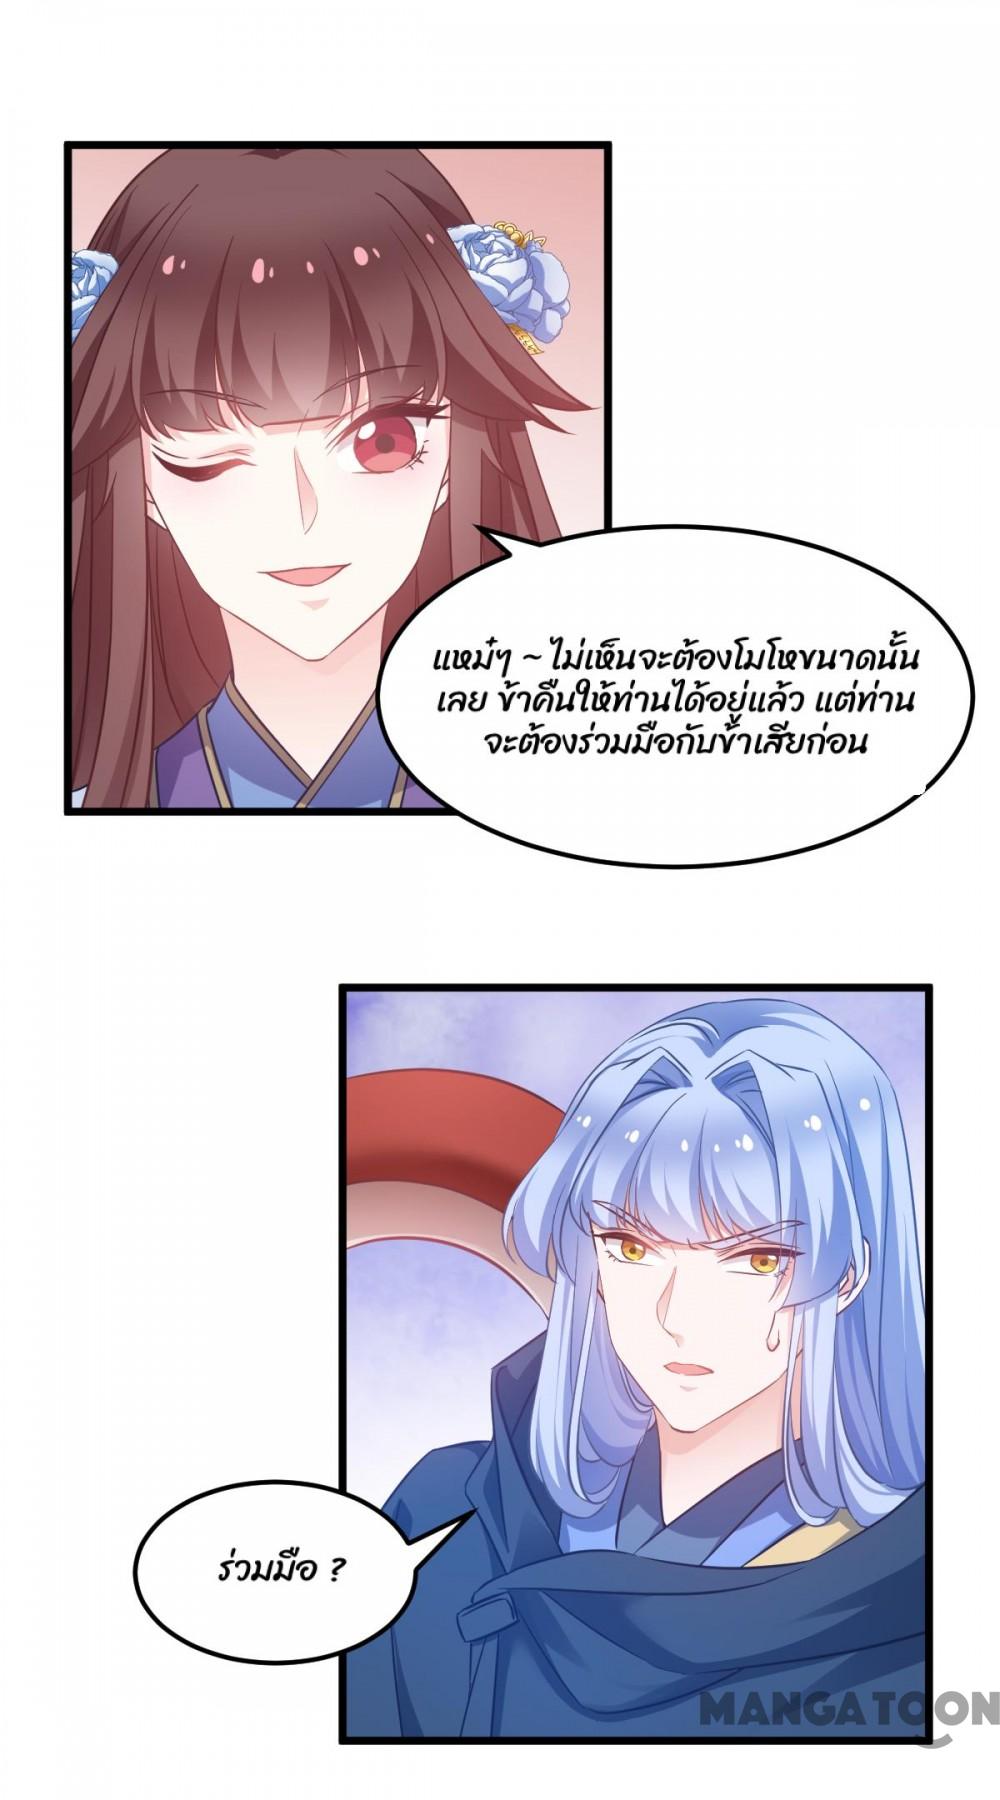 แหม๋ๆ ~ ไม่เห็นจะต้องโมโหขนาดนั้น
เลย ข้าคืนให้ท่านได้อยู่แล้ว แต่ท่าน
จะต้องร่วมมือกับข้าเสียก่อน
ร่วมมือ ?
MANGATOON